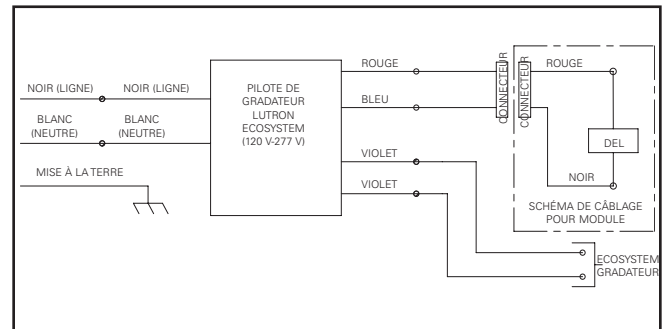 NOIR (LIGNE)
NOIR (LIGNE)
BLANC
(NEUTRE)
BLANC
(NEUTRE)
MISE À LA TERRE
PILOTE DE
GRADATEUR
LUTRON
ECOSYSTEM
(120 V-277 V)
ROUGE
BLEU
VIOLET
VIOLET
CONNECTEUR
CONNECTEUR
ROUGE
DEL
NOIR
SCHÉMA DE CÂBLAGE
POUR MODULE
ECOSYSTEM
GRADATEUR